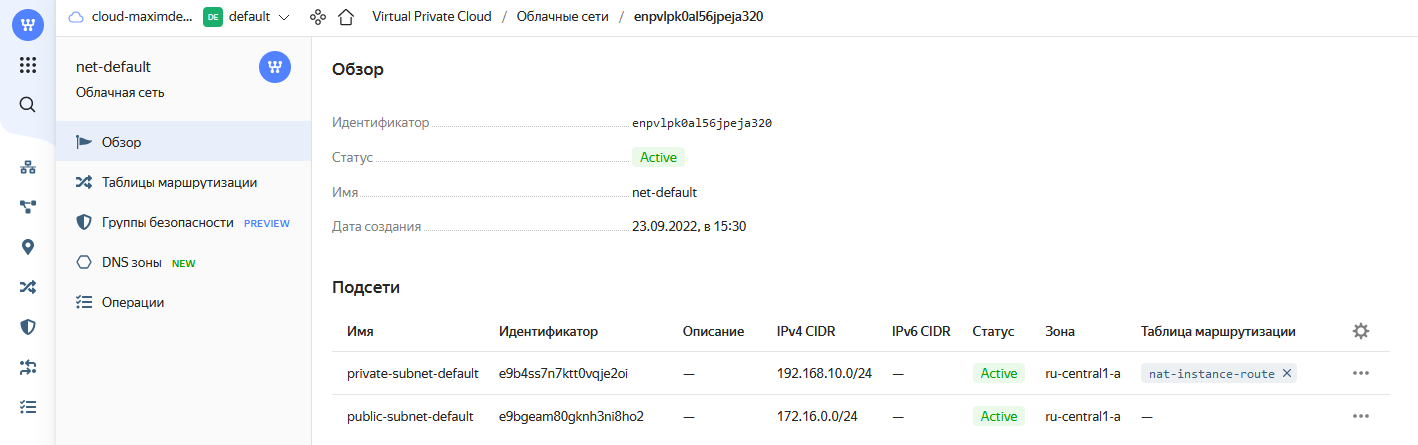 cloud-maximde... DE default Virtual Private Cloud / Облачные сети / enpvlpk0al56jpeja320
net-default
Облачная сеть
Обзор
Таблицы маршрутизации
Группы безопасности PREVIEW
DNS зоны NEW
Операции
Обзор
Идентификатор enpvlpk0al56jpeja320
Статус Active
Имя net-default
Дата создания 23.09.2022, в 15:30
Подсети
Имя Идентификатор Описание IPv4 CIDR IPv6 CIDR Статус Зона Таблица маршрутизации
private-subnet-default e9b4ss7n7ktt0vqje2oi — 192.168.10.0/24 — Active ru-central1-a nat-instance-route
public-subnet-default e9bgeam80gknh3ni8ho2 — 172.16.0.0/24 — Active ru-central1-a —